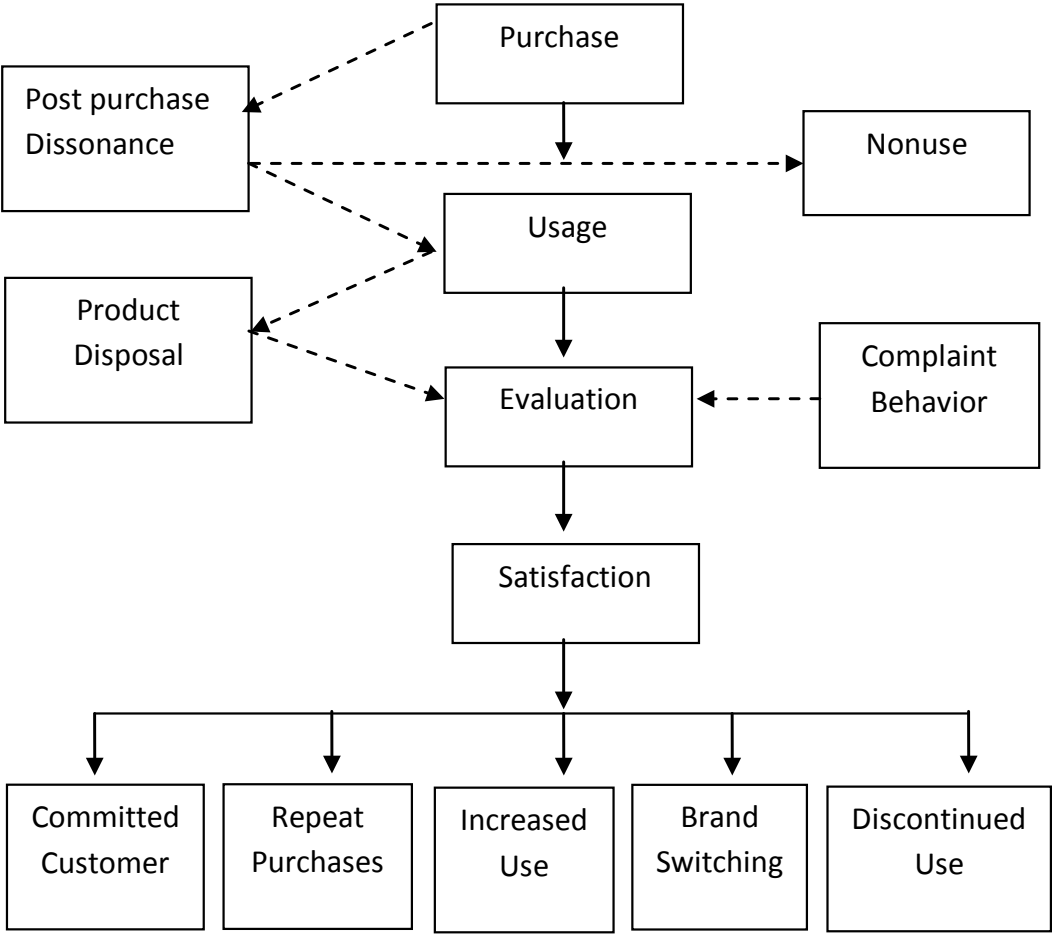 Purchase
Post purchase
Dissonance
Nonuse
Usage
Product
Disposal
Complaint
Behavior
Evaluation
Satisfaction
Committed
Customer
Repeat
Purchases
Increased
Use
Brand
Switching
Discontinued
Use